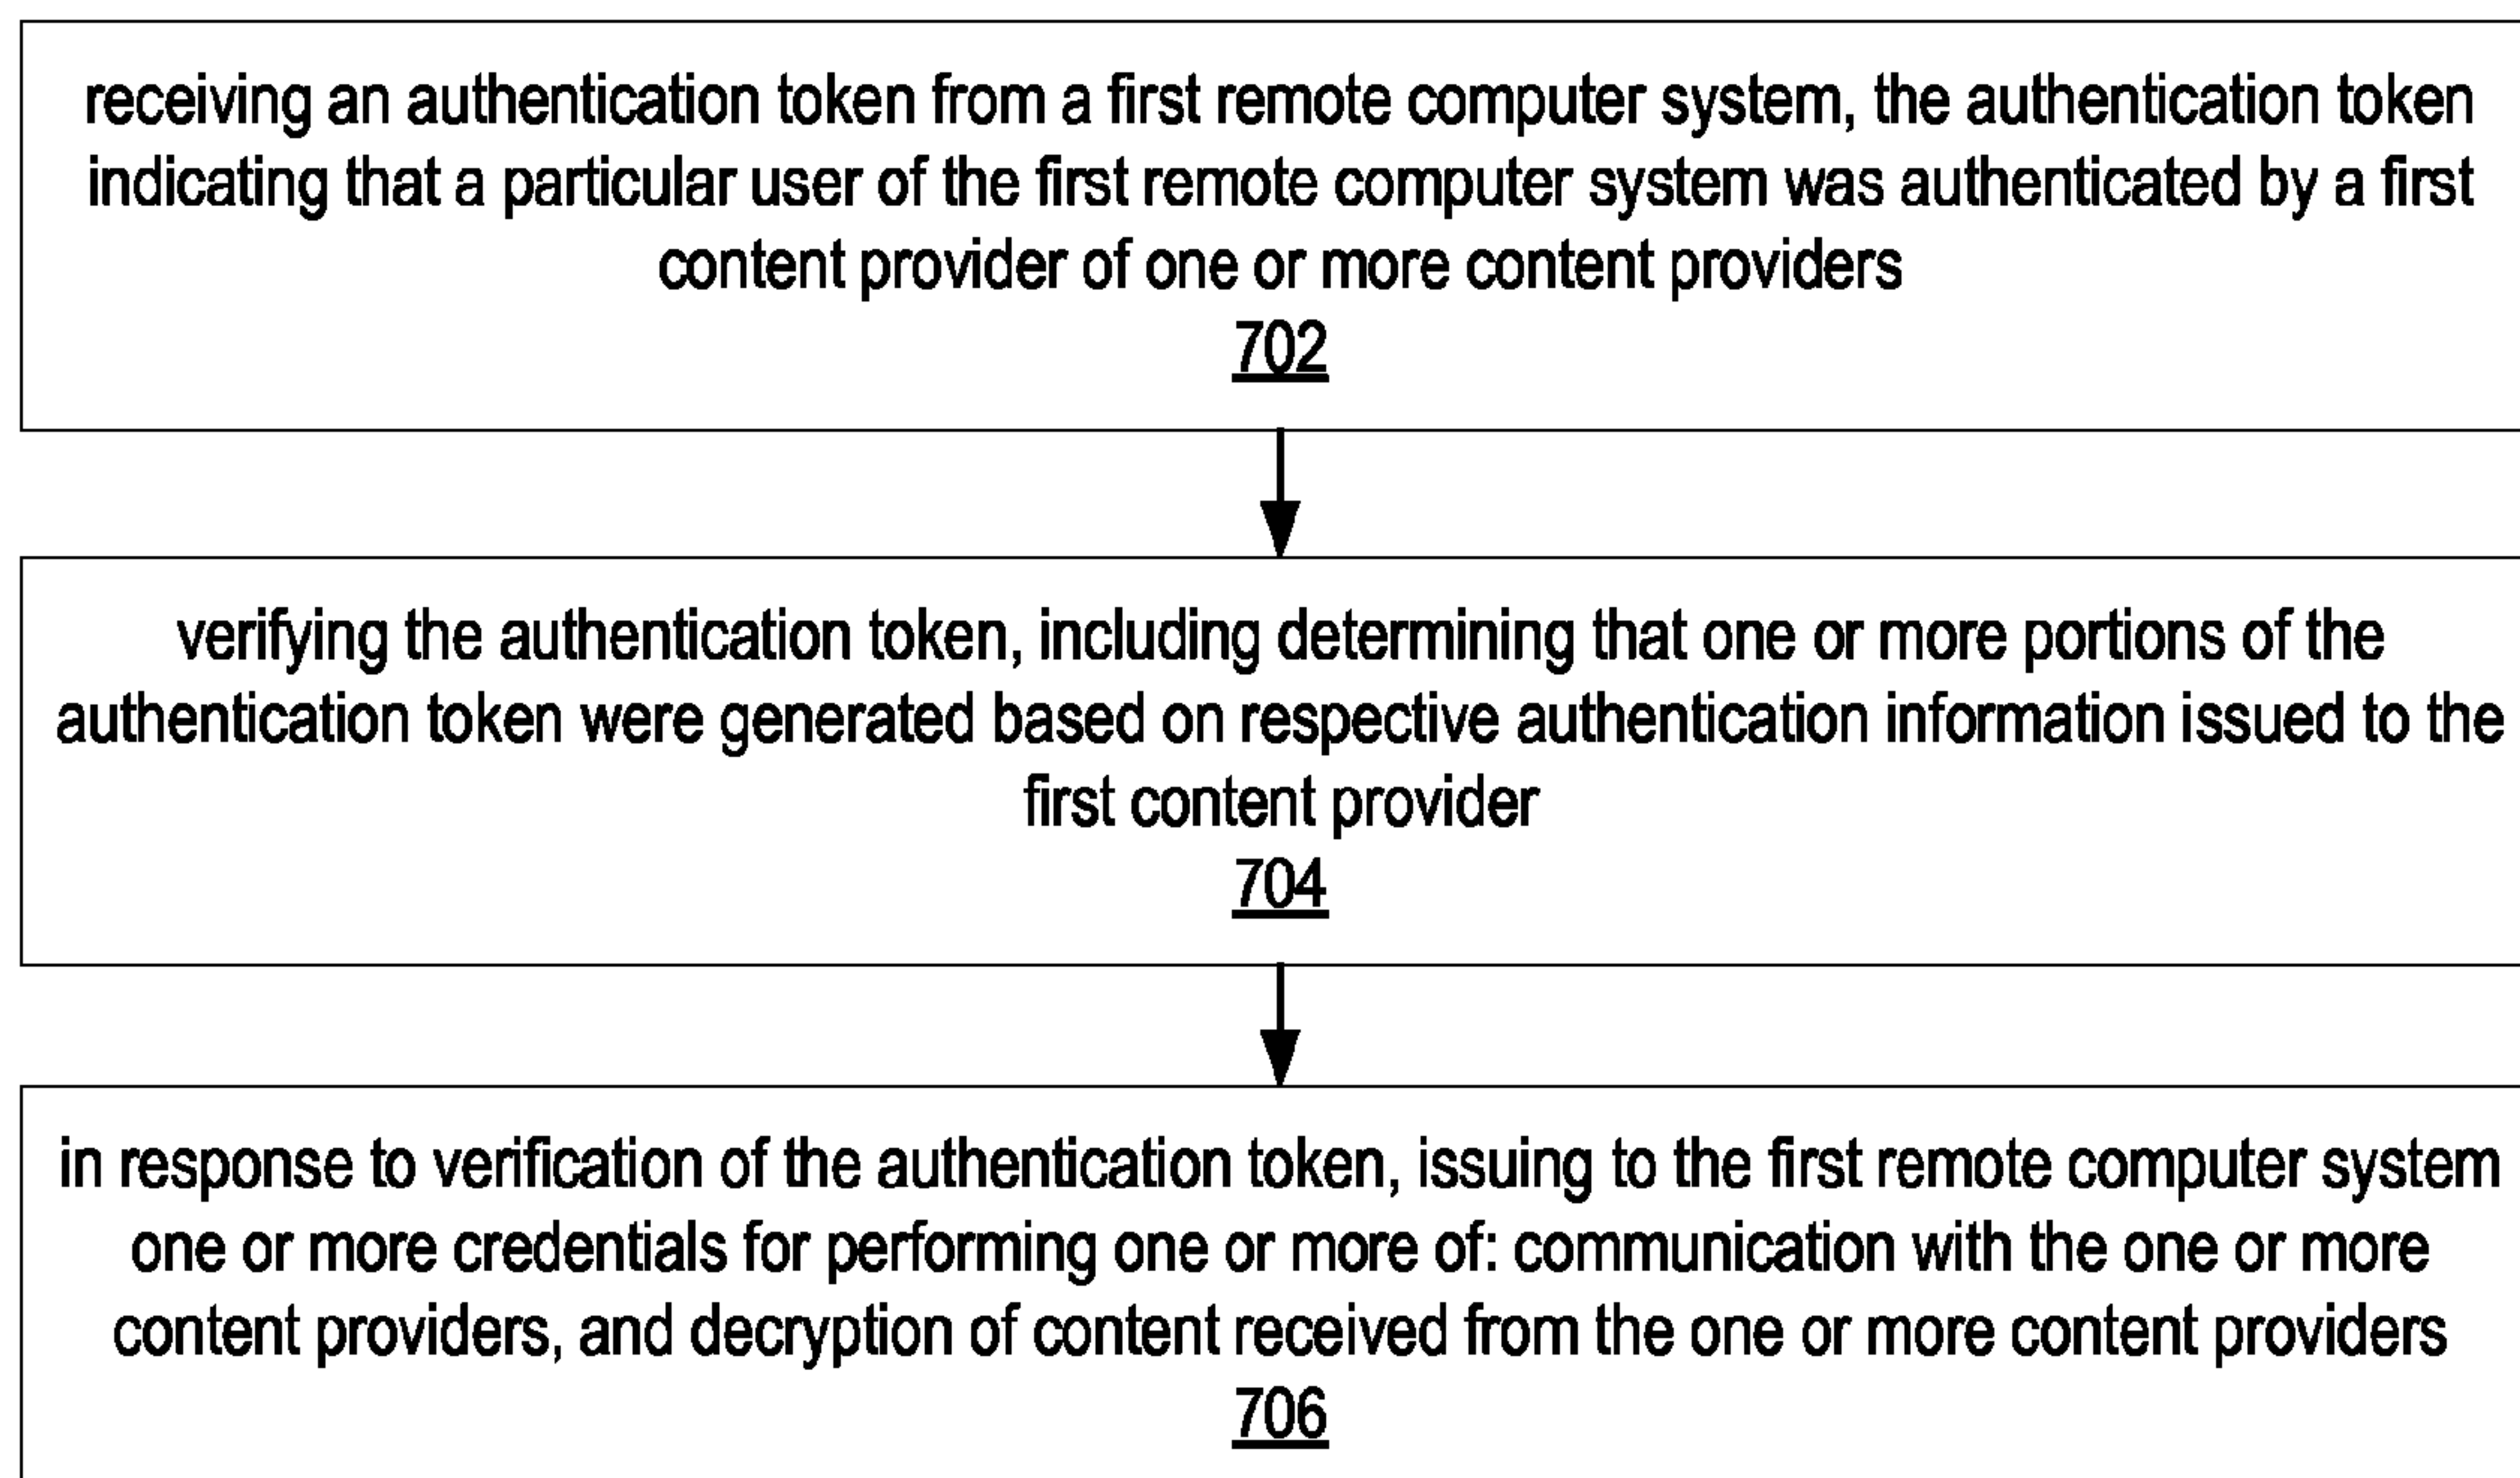 receiving an authentication token from a first remote computer system, the authentication token
indicating that a particular user of the first remote computer system was authenticated by a first
content provider of one or more content providers
702
verifying the authentication token, including determining that one or more portions of the
authentication token were generated based on respective authentication information issued to the
first content provider
704
in response to verification of the authentication token, issuing to the first remote computer system
one or more credentials for performing one or more of: communication with the one or more
content providers, and decryption of content received from the one or more content providers
706